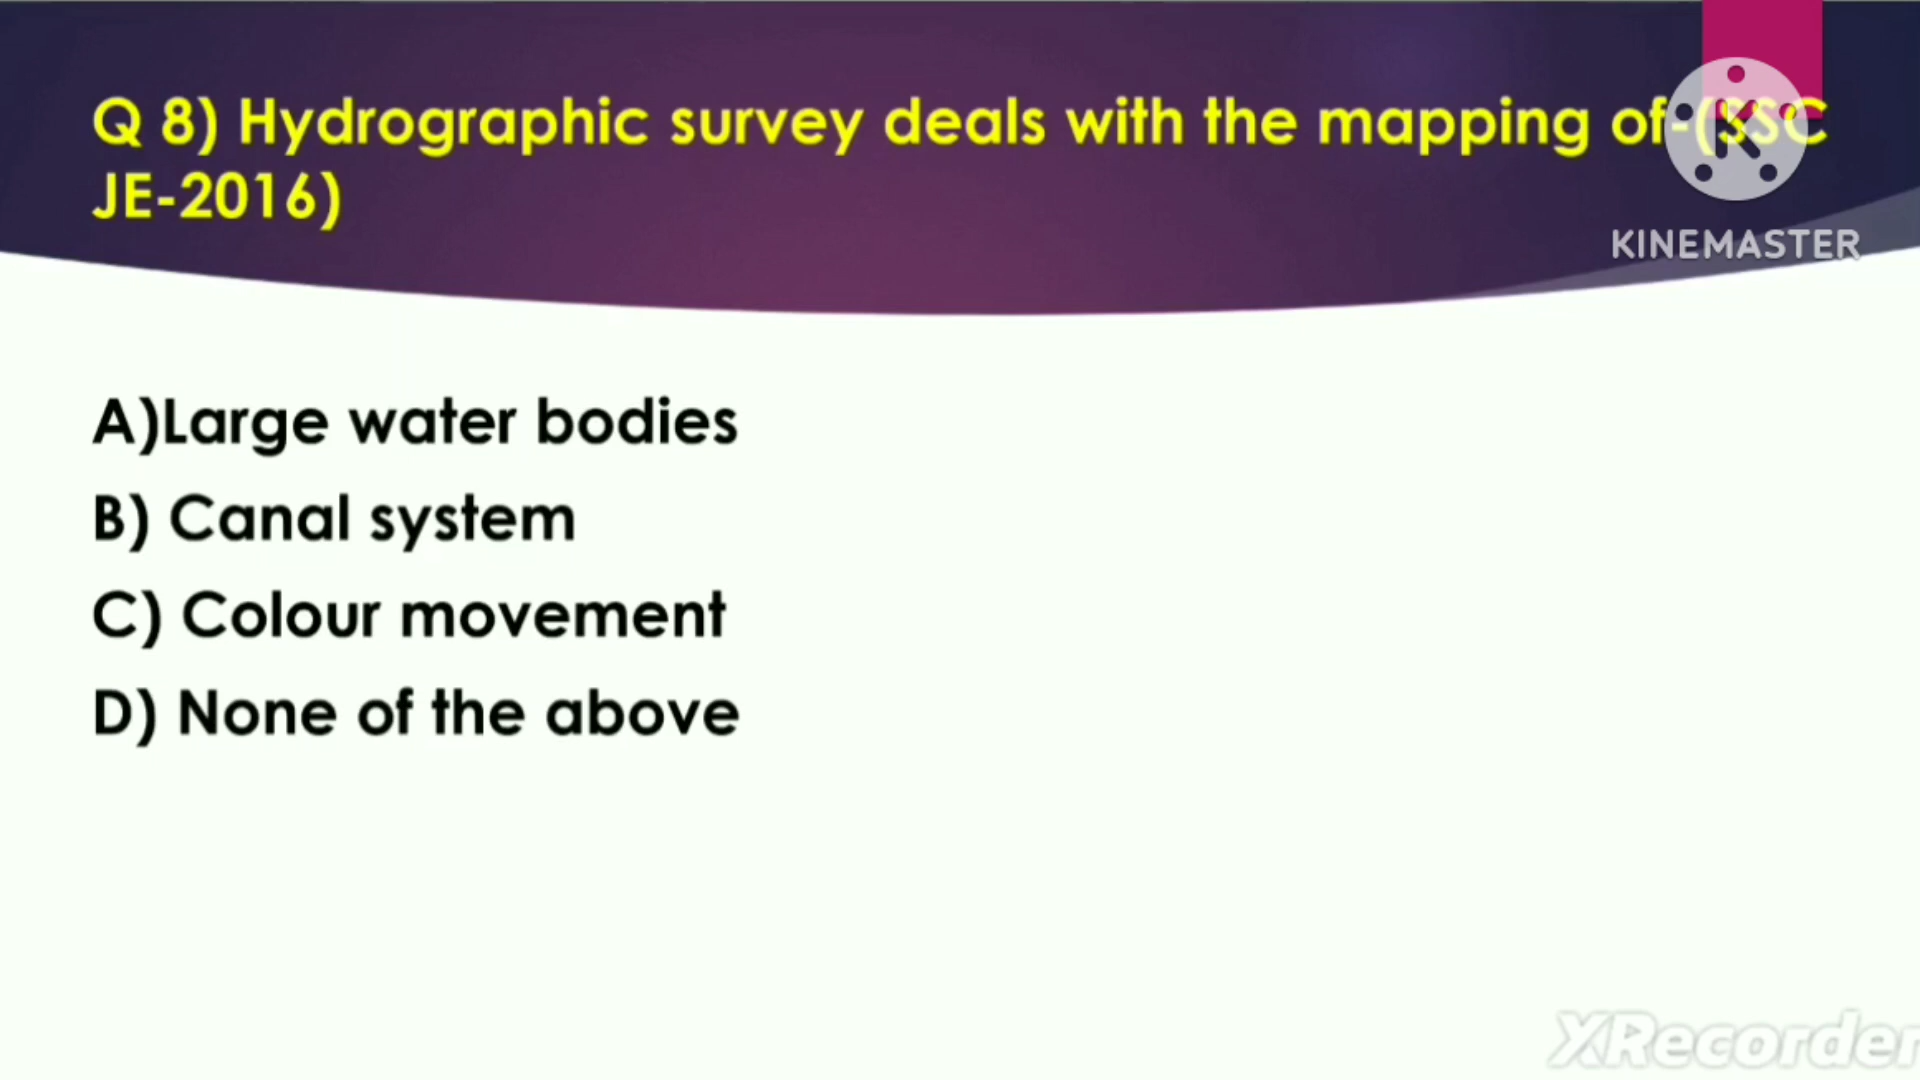 Q 8) Hydrographic survey deals with the mapping of-(SSC
JE-2016)
KINEMASTER
A)Large water bodies
B) Canal system
C) Colour movement
D) None of the above
XRecorder